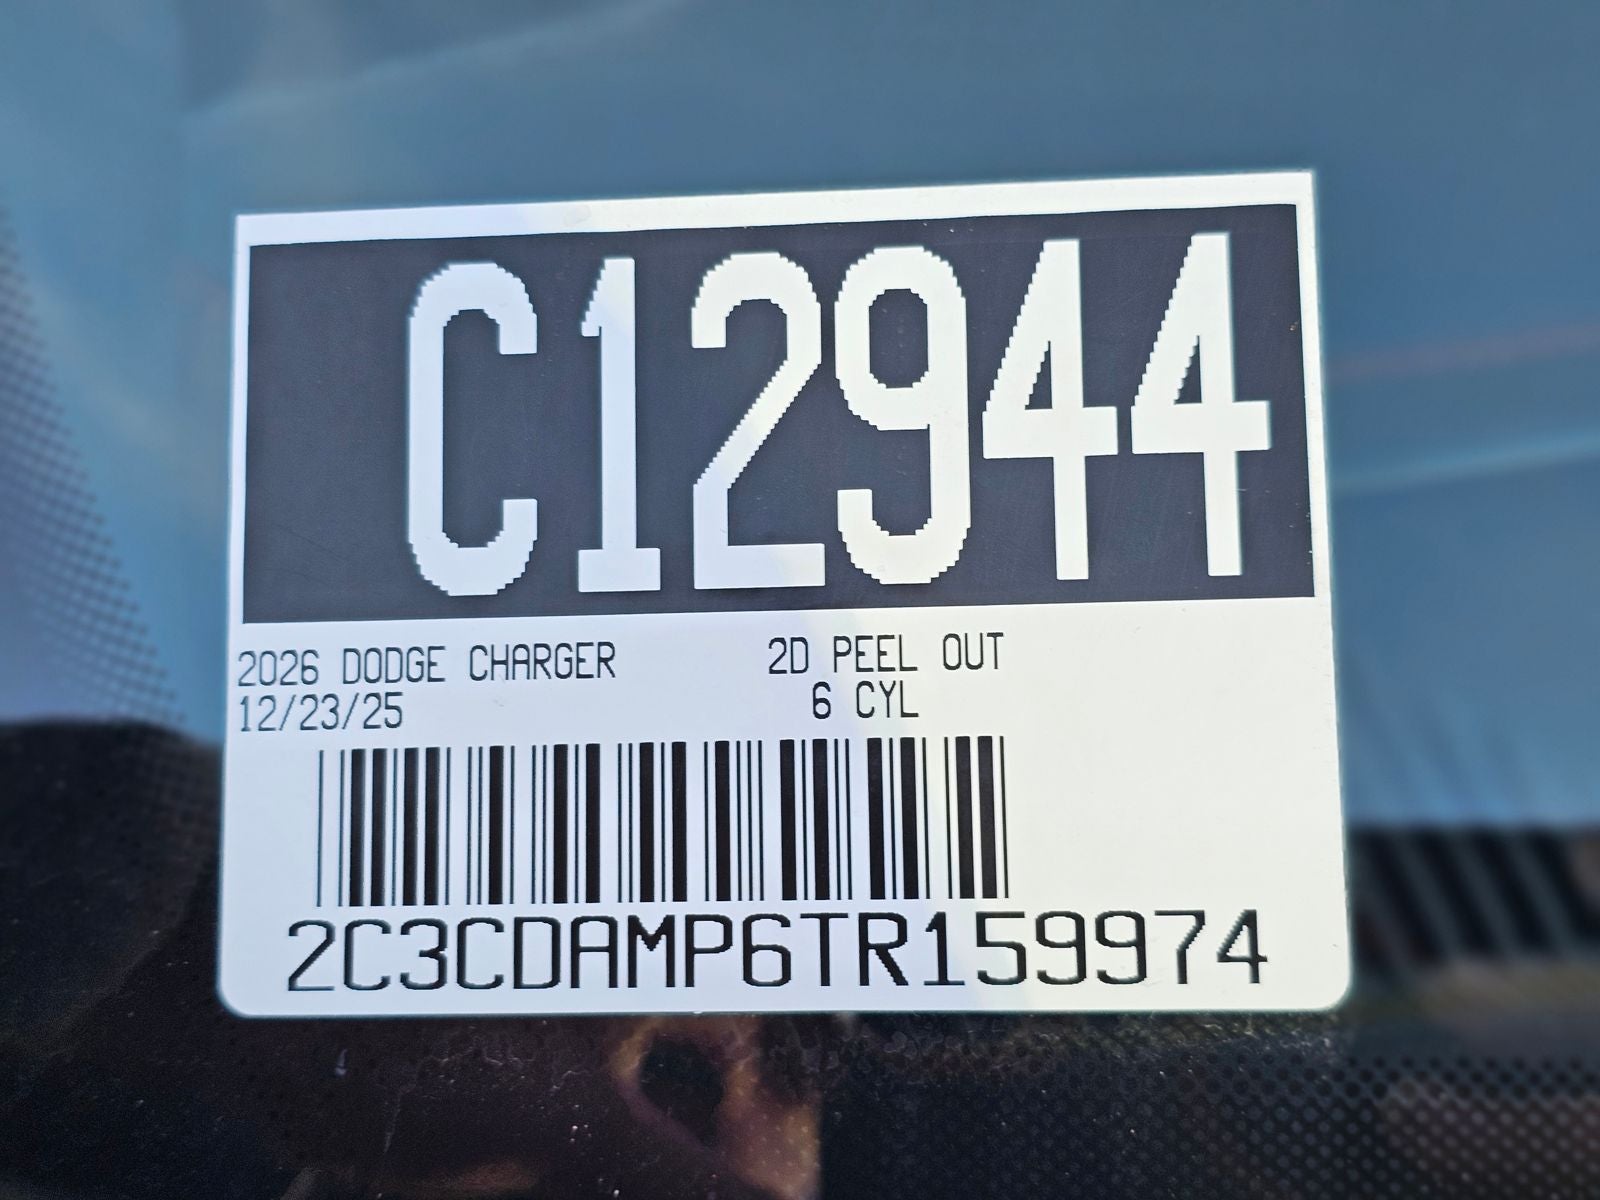 C12944
2026 DODGE CHARGER 2D PEEL OUT
12/23/25 6 CYL
2C3CDAMP6TR159974